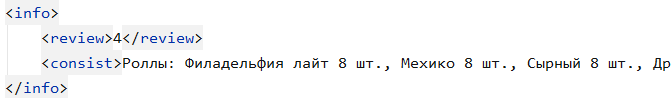 <info>
<review>4</review>
<consist>Роллы: Филадельфия лайт 8 шт., Мехико 8 шт., Сырный 8 шт., Др
</info>